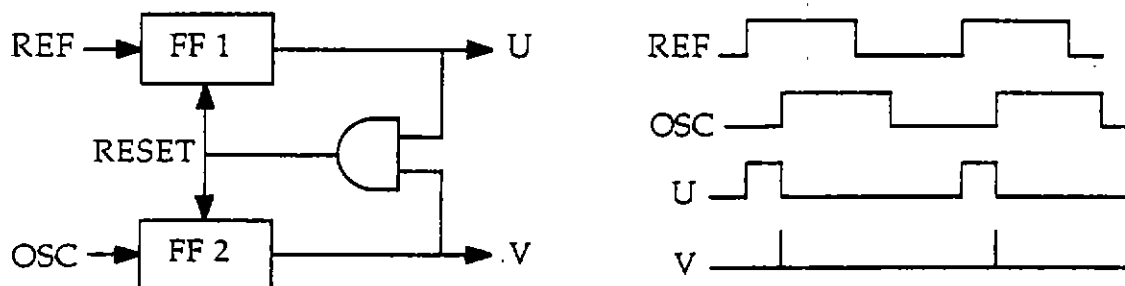 REF FF 1 U
RESET
OSC FF 2 .V
REF
OSC
U
V